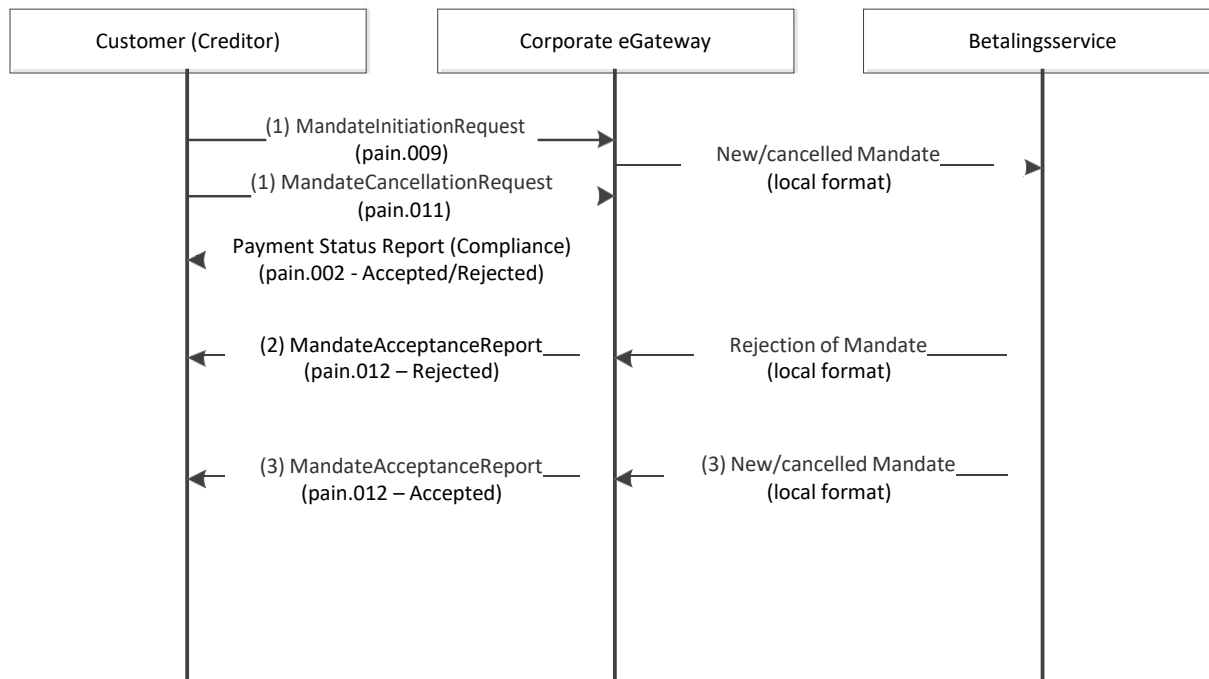 Customer (Creditor)
Corporate eGateway
Betalingsservice
(1) MandateInitiationRequest
(pain.009)
New/cancelled Mandate
(local format)
(1) MandateCancellationRequest
(pain.011)
Payment Status Report (Compliance)
(pain.002 - Accepted/Rejected)
(2) MandateAcceptanceReport
(pain.012 – Rejected)
Rejection of Mandate
(local format)
(3) MandateAcceptanceReport
(pain.012 – Accepted)
(3) New/cancelled Mandate
(local format)